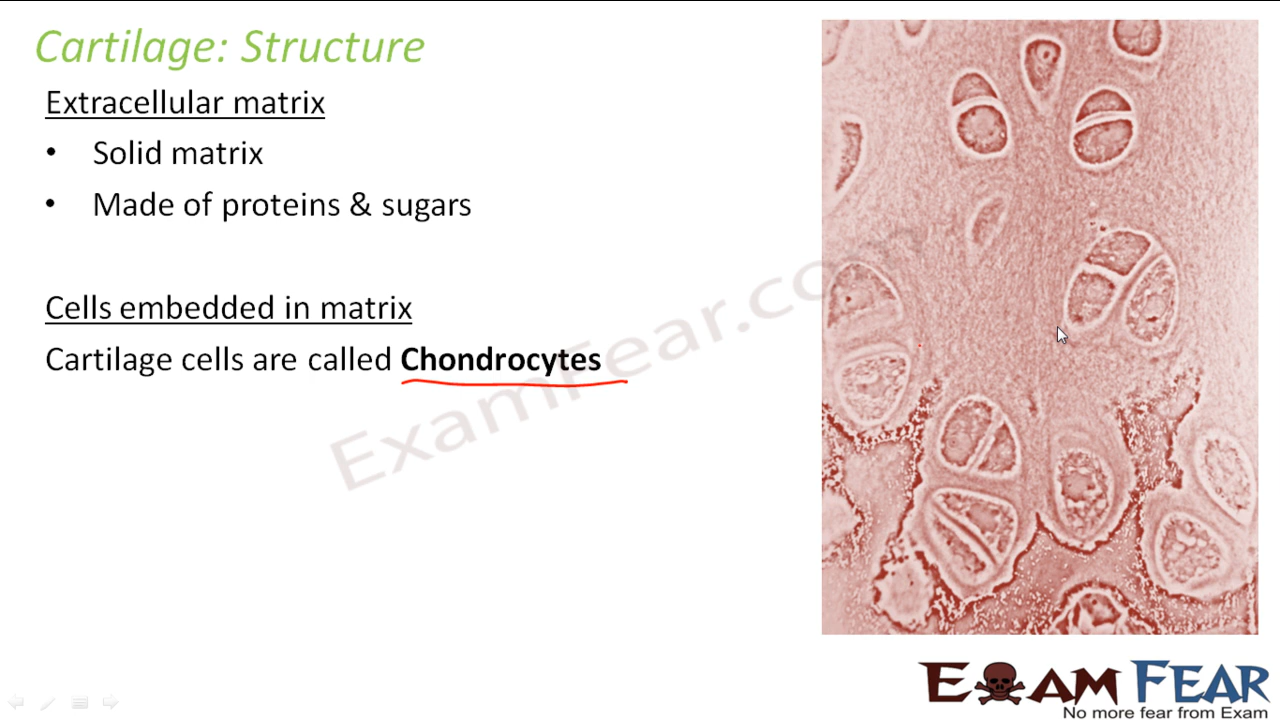 Cartilage: Structure
Extracellular matrix
• Solid matrix
• Made of proteins & sugars
Cells embedded in matrix
Cartilage cells are called Chondrocytes
ExamFear.com
EXAM FEAR
No more fear from Exam